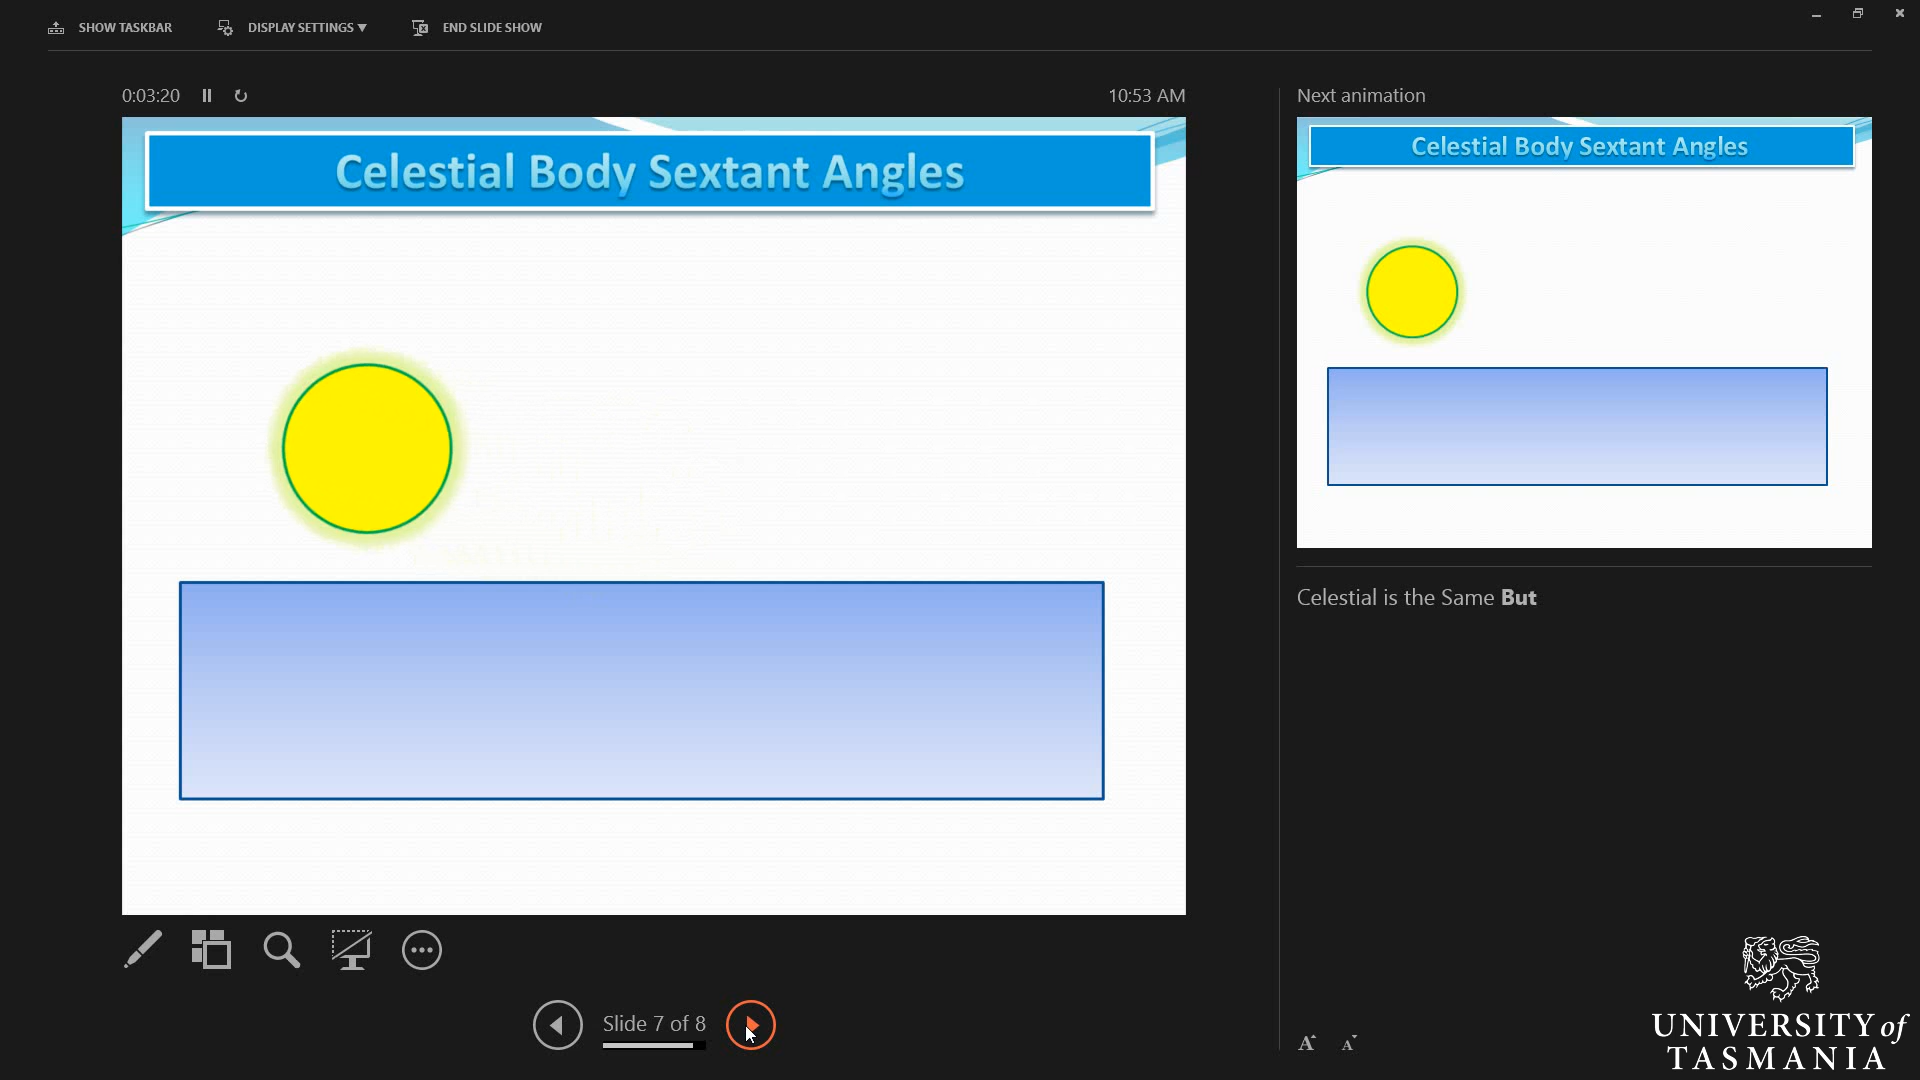 SHOW TASKBAR
DISPLAY SETTINGS
END SLIDE SHOW
0:03:20
10:53 AM
Next animation
Celestial Body Sextant Angles
Celestial Body Sextant Angles
Celestial is the Same But
Slide 7 of 8
A A
UNIVERSITY of
TASMANIA